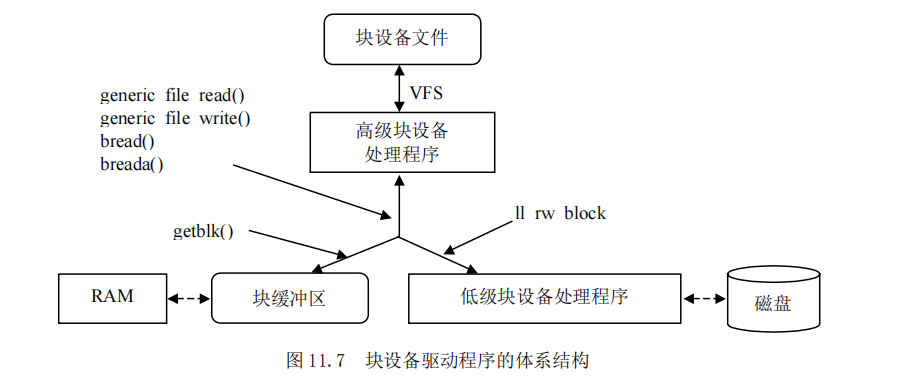 块设备文件
VFS
generic file read()
generic file write()
bread()
breada()
高级块设备
处理程序
ll rw block
getblk()
RAM
块缓冲区
低级块设备处理程序
磁盘
图 11.7 块设备驱动程序的体系结构